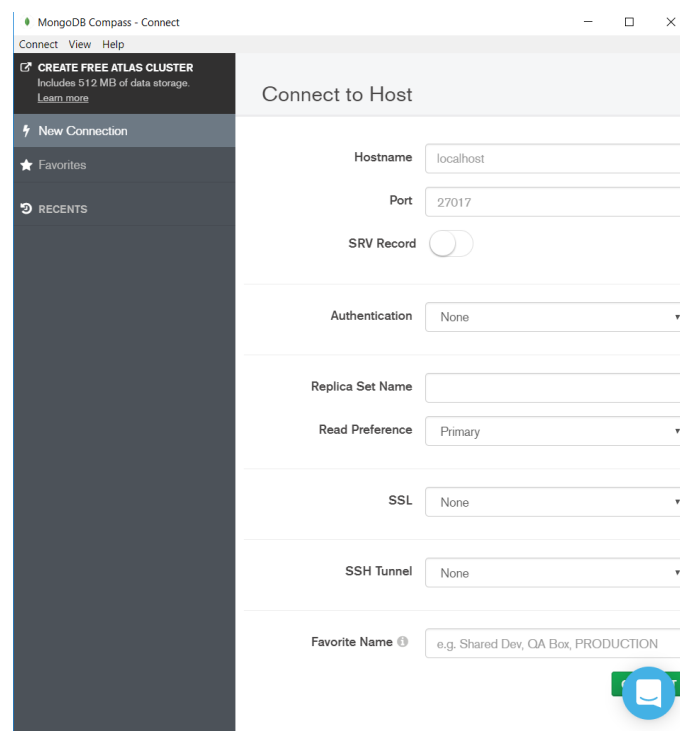 MongoDB Compass - Connect
Connect View Help
CREATE FREE ATLAS CLUSTER
Includes 512 MB of data storage.
Learn more
New Connection
Favorites
RECENTS
Connect to Host
Hostname localhost
Port 27017
SRV Record
Authentication None
Replica Set Name
Read Preference Primary
SSL None
SSH Tunnel None
Favorite Name e.g. Shared Dev, QA Box, PRODUCTION